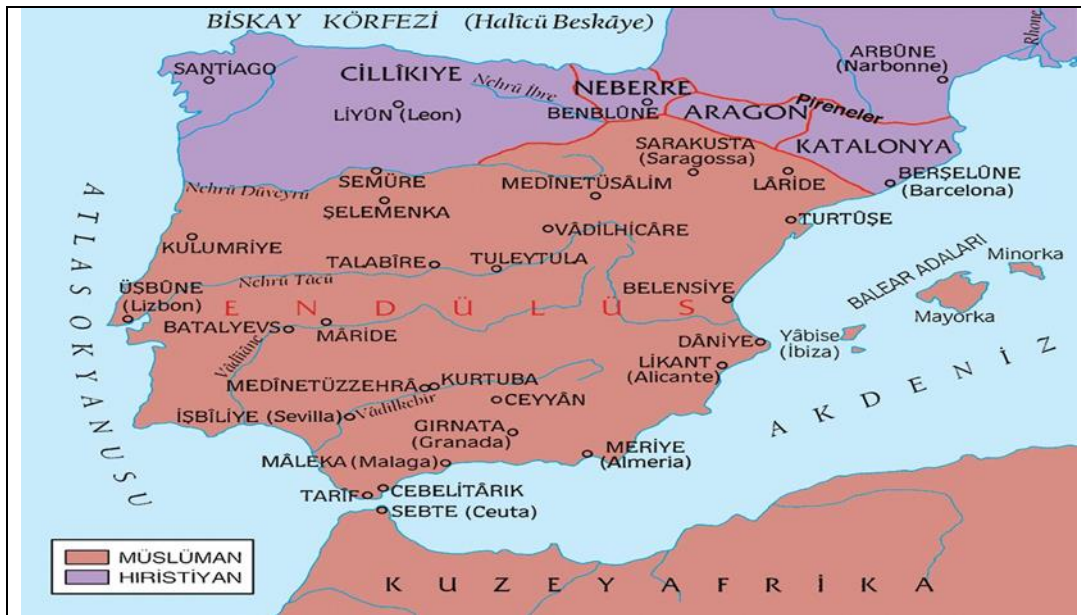 BİSKAY KÖRFEZİ (Halîcü Beskâye)
Rhone
SANTİAGO
CİLLÎKIYE
Nehrü İbre
NEBERRE
ARBÛNE
(Narbonne)
LİYÛN (Leon)
BENBLÛNE
ARAGON
Pireneler
KATALONYA
SARAKUSTA
(Saragossa)
SEMÜRE
MEDÎNETÜSÂLİM
LÂRİDE
BERŞELÛNE
(Barcelona)
Nehrü Düveyrü
ŞELEMENKA
TURTÛŞE
KULUMRİYE
VÂDİLHİCÂRE
TALABÎRE
TULEYTULA
Nehrü Tâcü
BALEAR ADALARI
Minorka
Mayorka
ÜŞBÛNE
(Lizbon)
ENDÜLÜS
BELENSİYE
BATALYEVS
MÂRİDE
DÂNİYE
Yâbise
(İbiza)
Vâdîiâne
LİKANT
(Alicante)
MEDÎNETÜZZEHRÂ
KURTUBA
CEYYÂN
İŞBÎLİYE (Sevilla)
Vâdilkebîr
GIRNATA
(Granada)
MERİYE
(Almeria)
MÂLEKA (Malaga)
TARÎF
CEBELİTÂRIK
SEBTE (Ceuta)
ATLAS OKYANUSU
AKDENİZ
MÜSLÜMAN
HIRİSTİYAN
KUZEY AFRİKA